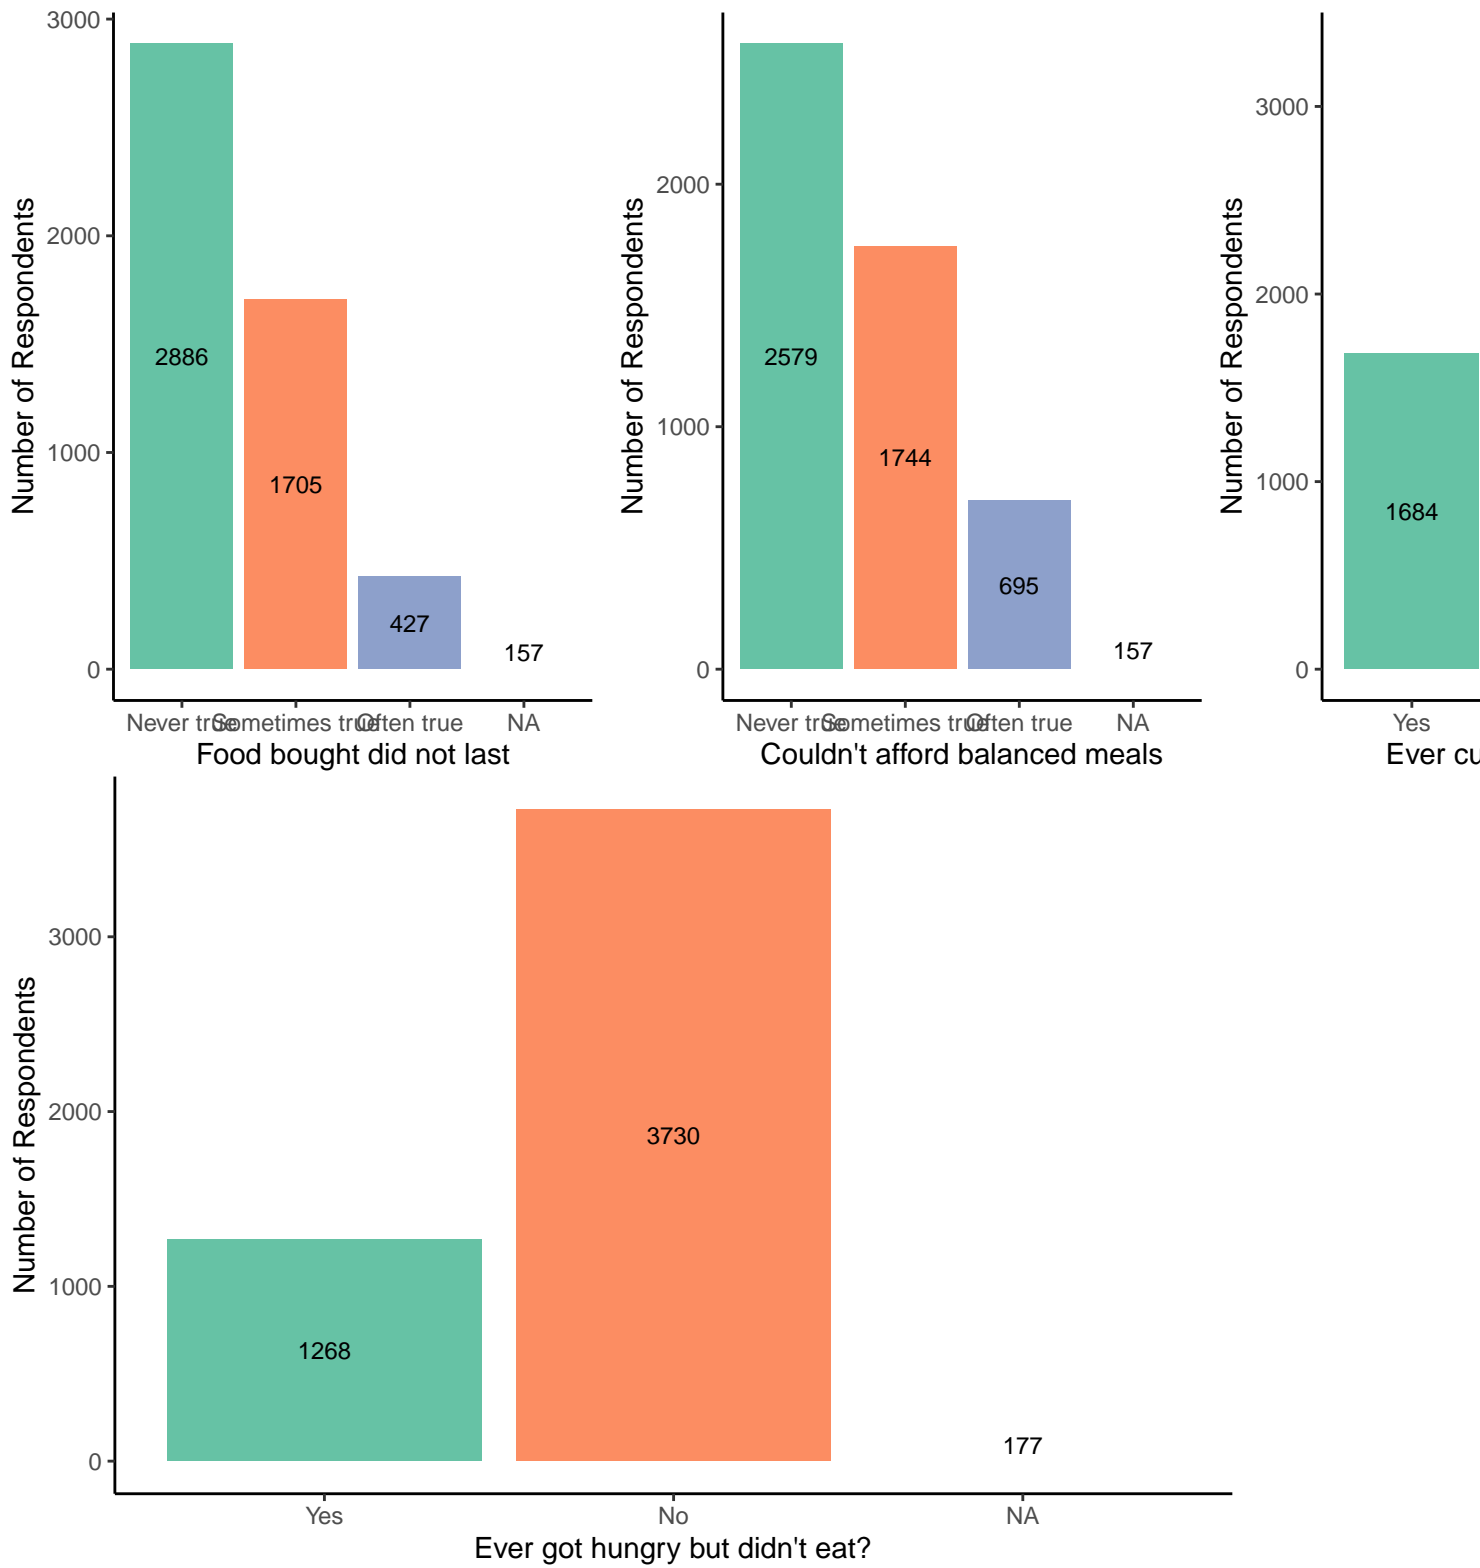 Number of Respondents
3000
2000
1000
0
2886
1705
427
157
Never true
Sometimes true
Often true
NA
Food bought did not last
Number of Respondents
2000
1000
0
2579
1744
695
157
Never true
Sometimes true
Often true
NA
Couldn't afford balanced meals
Number of Respondents
3000
2000
1000
0
1684
Yes
Ever cu
Number of Respondents
3000
2000
1000
0
1268
3730
177
Yes
No
NA
Ever got hungry but didn't eat?